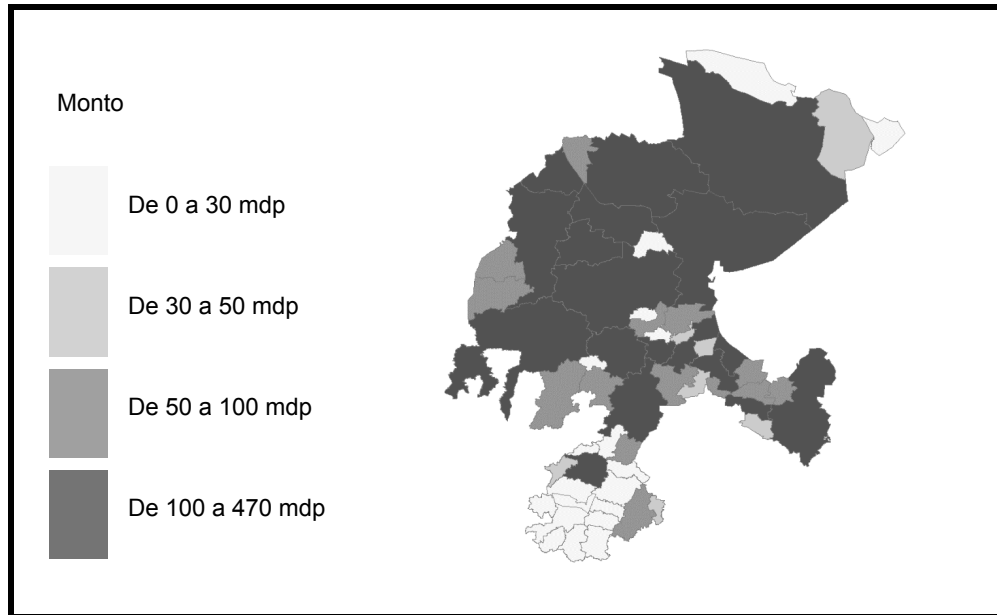 Monto
De 0 a 30 mdp
De 30 a 50 mdp
De 50 a 100 mdp
De 100 a 470 mdp